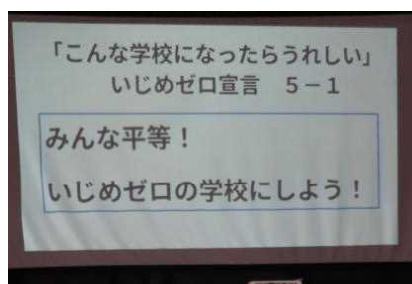 「こんな学校になったらうれしい」
いじめゼロ宣言　５－１
みんな平等！
いじめゼロの学校にしよう！